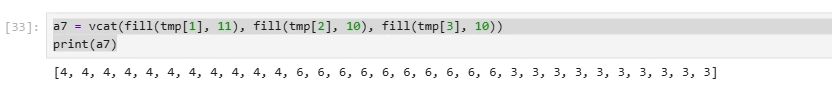 [33]: a7 = vcat(fill(tmp[1], 11), fill(tmp[2], 10), fill(tmp[3], 10))
print(a7)
[4, 4, 4, 4, 4, 4, 4, 4, 4, 4, 4, 6, 6, 6, 6, 6, 6, 6, 6, 6, 6, 3, 3, 3, 3, 3, 3, 3, 3, 3, 3]